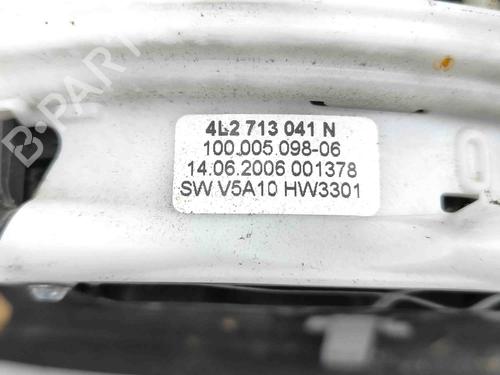 4L2 713 041 N
100.005.098-06
14.06.2006 001378
SW V5A10 HW3301
B-PARTS